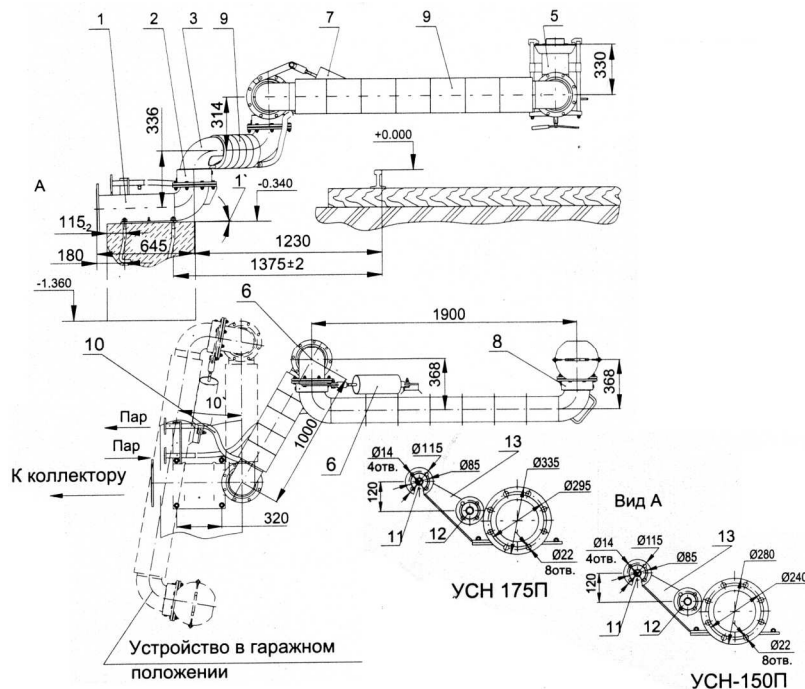 1
2
3
9
7
9
5
330
314
336
+0.000
А
1`
-0.340
115₂
645
1230
180
1375±2
-1.360
6
1900
8
10
368
368
10`
Пар
Пар
1000
6
К коллектору
320
Ø14
4отв.
Ø115
Ø85
13
Ø335
Ø295
120
11
12
Ø22
8отв.
УСН 175П
Вид А
Ø14
4отв.
Ø115
Ø85
13
Ø280
Ø240
120
11
12
Ø22
8отв.
УСН-150П
Устройство в гаражном
положении